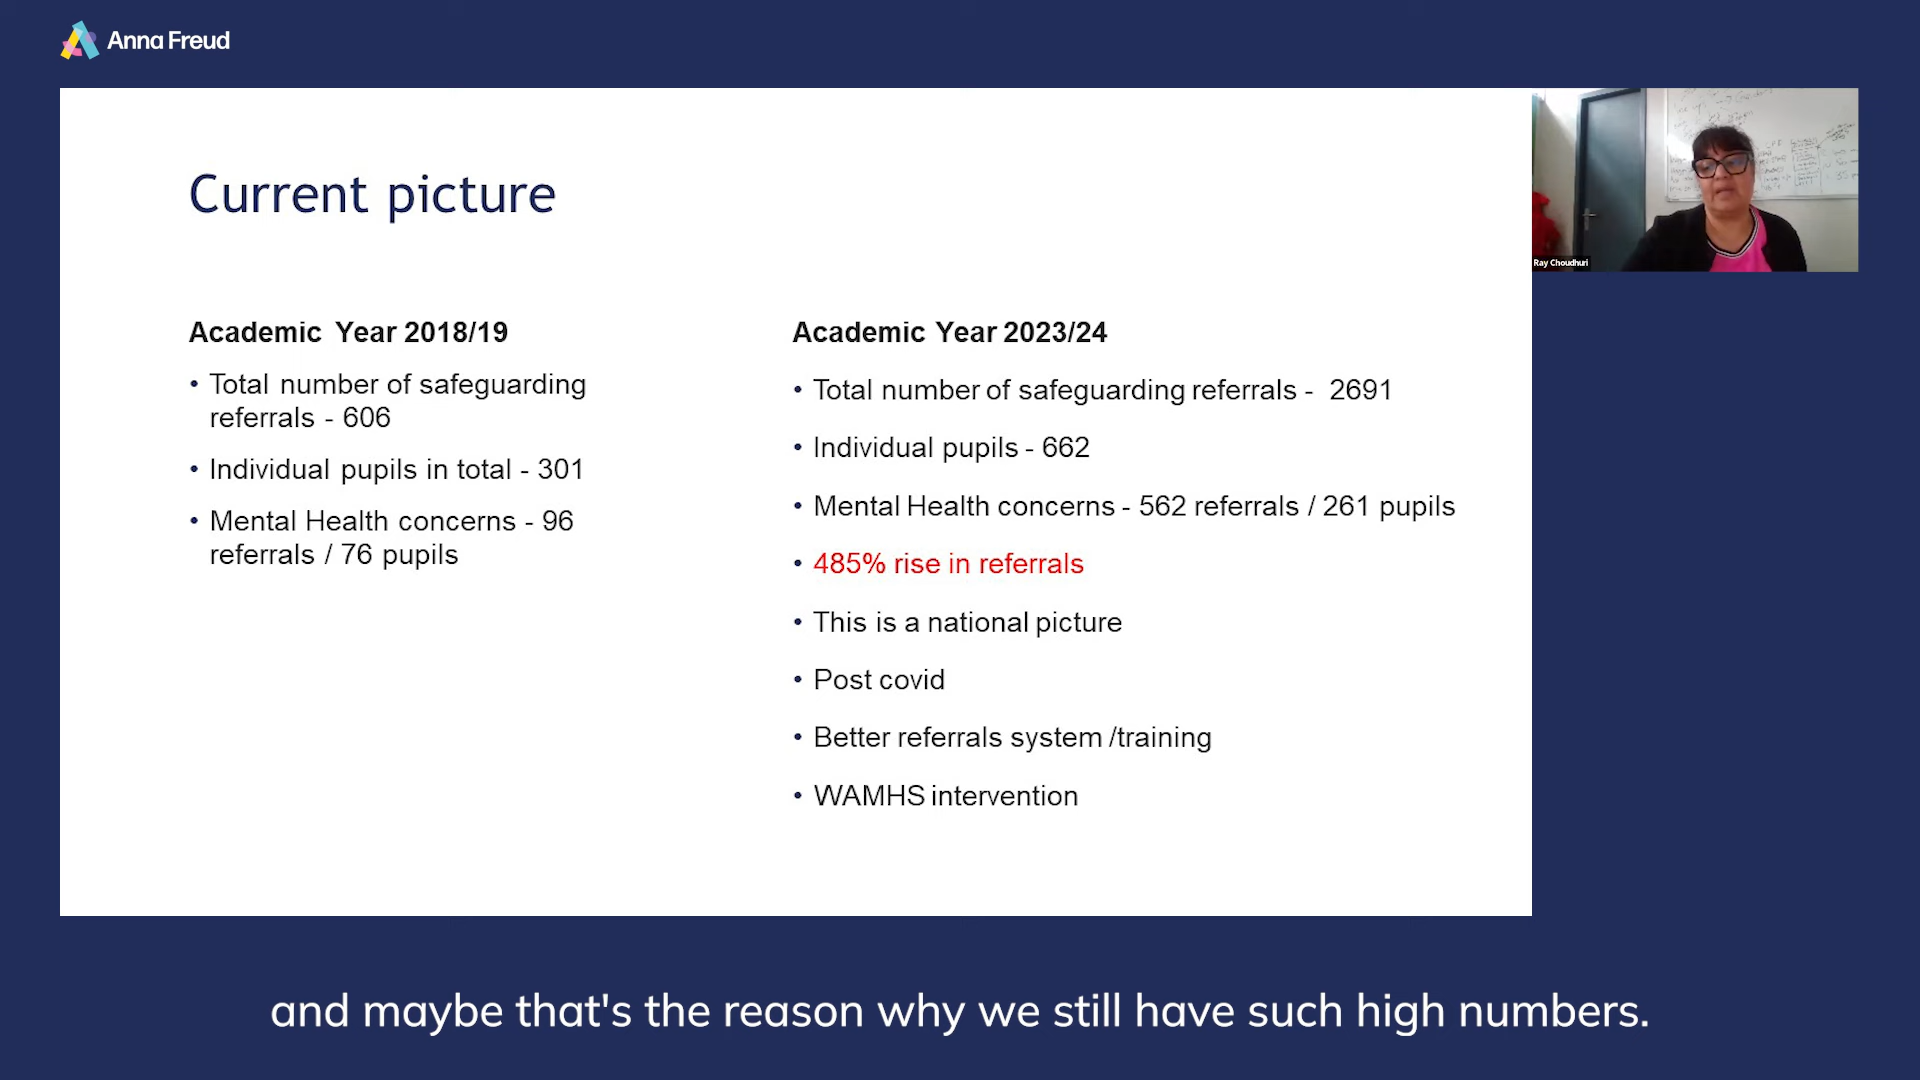 Anna Freud
Current picture
Academic Year 2018/19
• Total number of safeguarding
referrals - 606
• Individual pupils in total - 301
• Mental Health concerns - 96
referrals / 76 pupils
Academic Year 2023/24
• Total number of safeguarding referrals - 2691
• Individual pupils - 662
• Mental Health concerns - 562 referrals / 261 pupils
• 485% rise in referrals
• This is a national picture
• Post covid
• Better referrals system /training
• WAMHS intervention
Ray Choudhuri
and maybe that's the reason why we still have such high numbers.